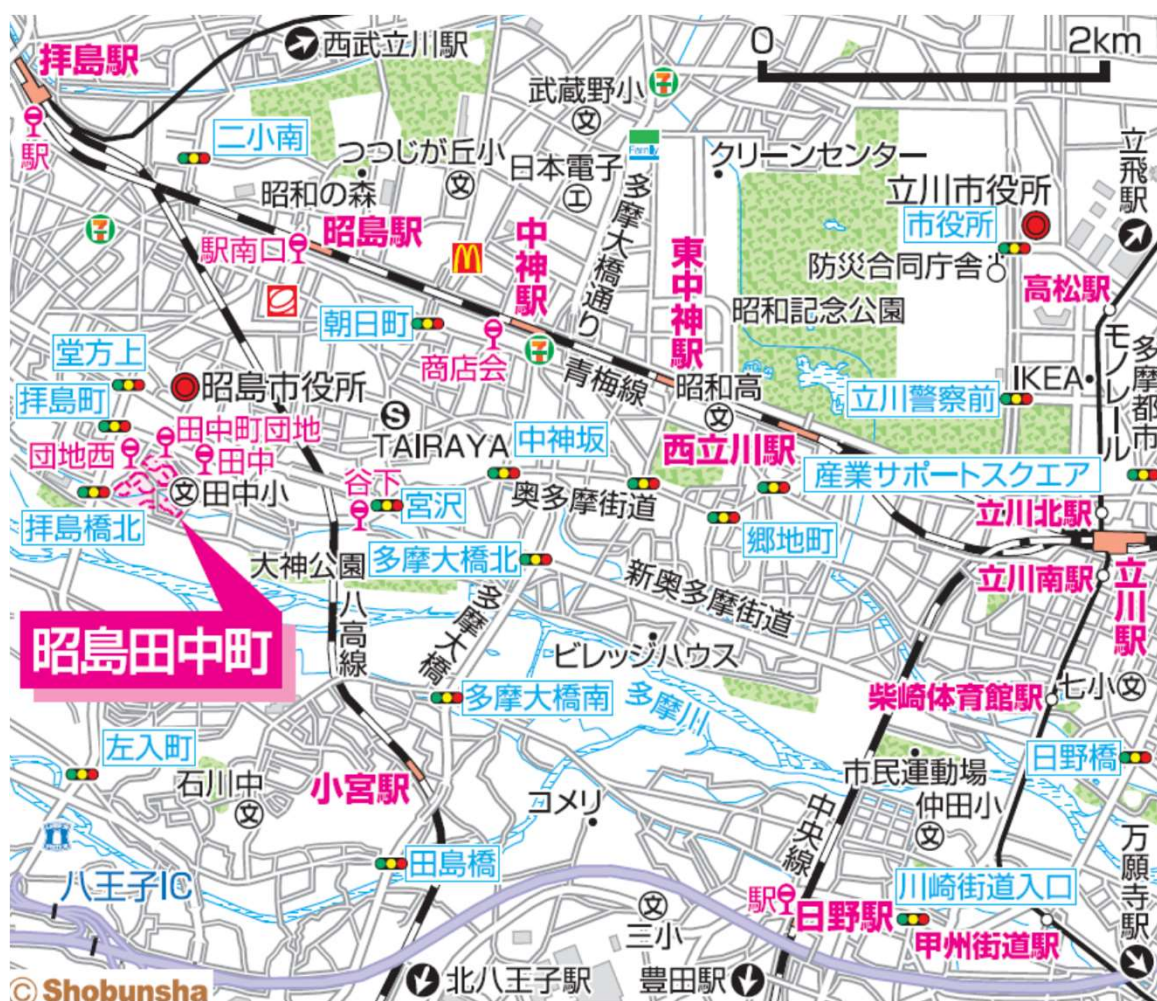 拝島駅
西武立川駅
0 2km
武蔵野小
文
駅
二小南
つつじが丘小
文
日本電子
工
Family
クリーンセンター
立川市役所
立飛駅
昭和の森
多摩大橋通り
市役所
駅南口
昭島駅
中神駅
東中神駅
防災合同庁舎
高松駅
昭和記念公園
朝日町
商店会
青梅線
モノレール
多摩都市
堂方上
昭島市役所
昭和高
文
IKEA
立川警察前
拝島町
S
TAIRAYA
田中町団地
団地西
田中
中神坂
西立川駅
産業サポートスクエア
文
田中小
谷下
宮沢
奥多摩街道
拝島橋北
郷地町
立川北駅
大神公園
多摩大橋北
新奥多摩街道
立川南駅
立川駅
昭島田中町
八高線
多摩大橋
ビレッジハウス
多摩大橋南
多摩川
柴崎体育館駅
七小
文
左入町
石川中
文
小宮駅
コメリ
市民運動場
日野橋
仲田小
文
中央線
八王子IC
田島橋
川崎街道入口
万願寺駅
文
三小
駅
日野駅
甲州街道駅
北八王子駅
豊田駅
© Shobunsha